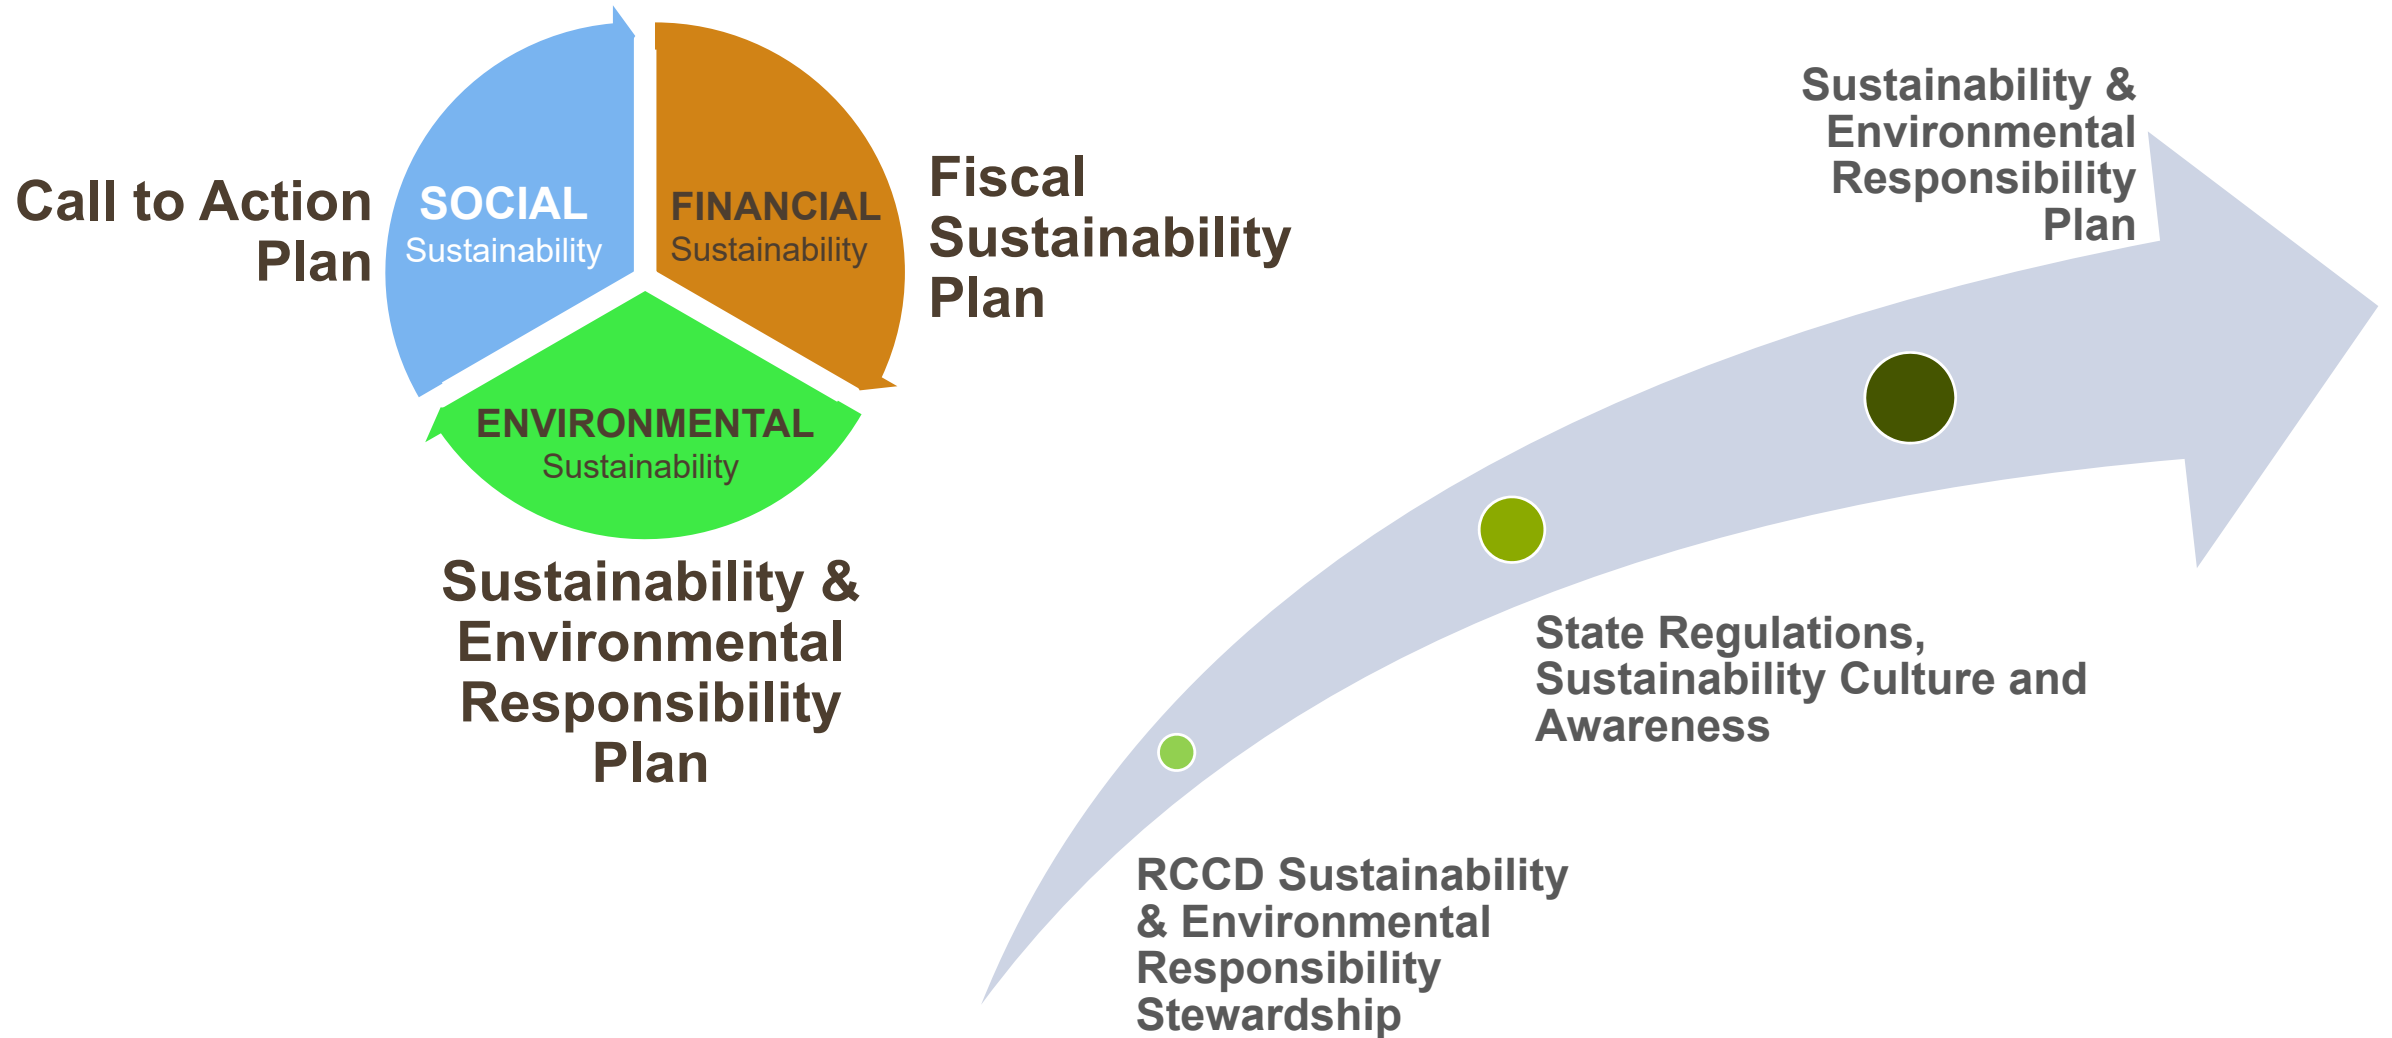 Call to Action
Plan
SOCIAL
Sustainability
FINANCIAL
Sustainability
Fiscal
Sustainability
Plan
ENVIRONMENTAL
Sustainability
Sustainability &
Environmental
Responsibility
Plan
RCCD Sustainability
& Environmental
Responsibility
Stewardship
State Regulations,
Sustainability Culture and
Awareness
Sustainability &
Environmental
Responsibility
Plan